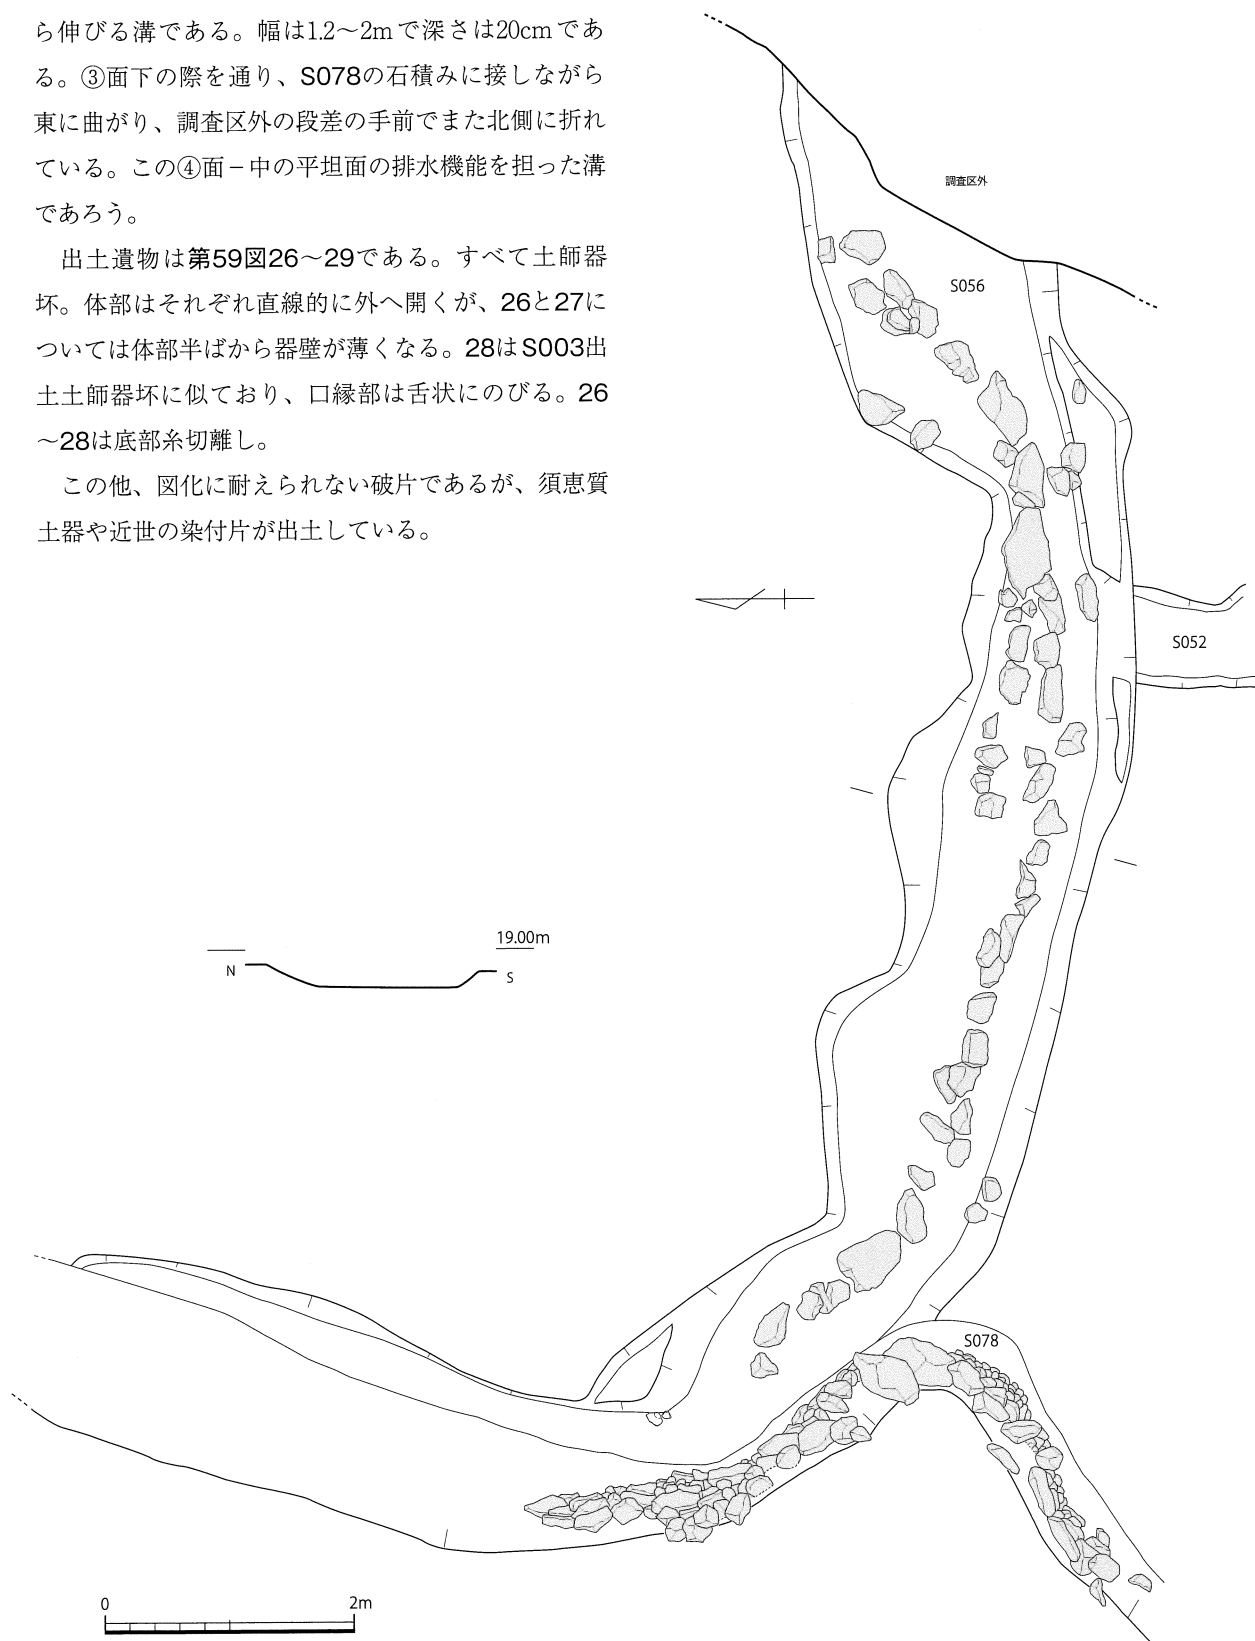 ら伸びる溝である。幅は1.2～2mで深さは20cmであ
る。③面下の際を通り、S078の石積みに接しながら
東に曲がり、調査区外の段差の手前でまた北側に折れ
ている。この④面－中の平坦面の排水機能を担った溝
であろう。
　出土遺物は第59図26～29である。すべて土師器
坏。体部はそれぞれ直線的に外へ開くが、26と27に
ついては体部半ばから器壁が薄くなる。28はS003出
土土師器坏に似ており、口縁部は舌状にのびる。26
～28は底部糸切離し。
　この他、図化に耐えられない破片であるが、須恵質
土器や近世の染付片が出土している。
調査区外
S056
S052
19.00m
N
S
S078
0
2m